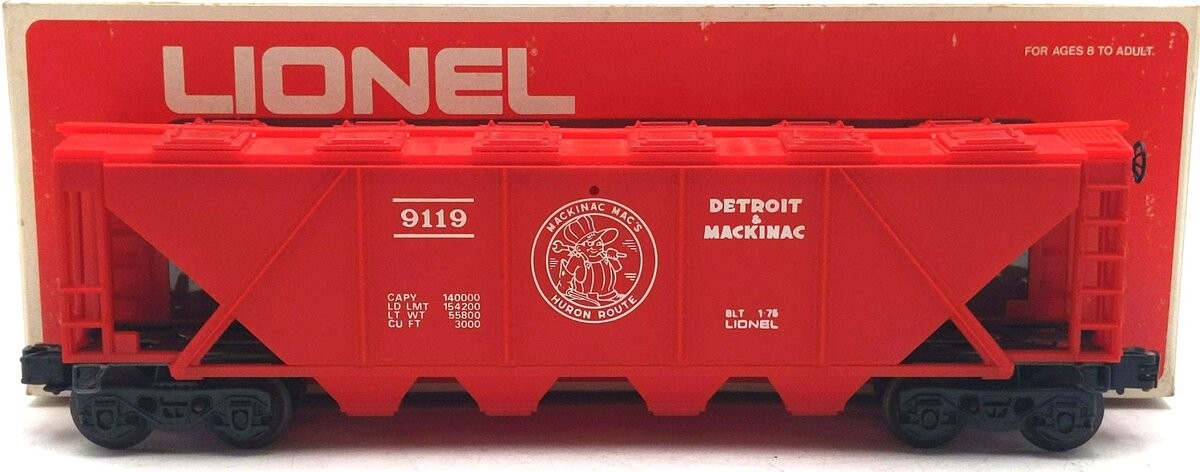 LIONEL
FOR AGES 8 TO ADULT.
9119
CAPY 140000
LD LMT 154200
LT WT 55800
CU FT 3000
MACKINAC MAC'S
HURON ROUTE
DETROIT
&
MACKINAC
BLT 1-75
LIONEL